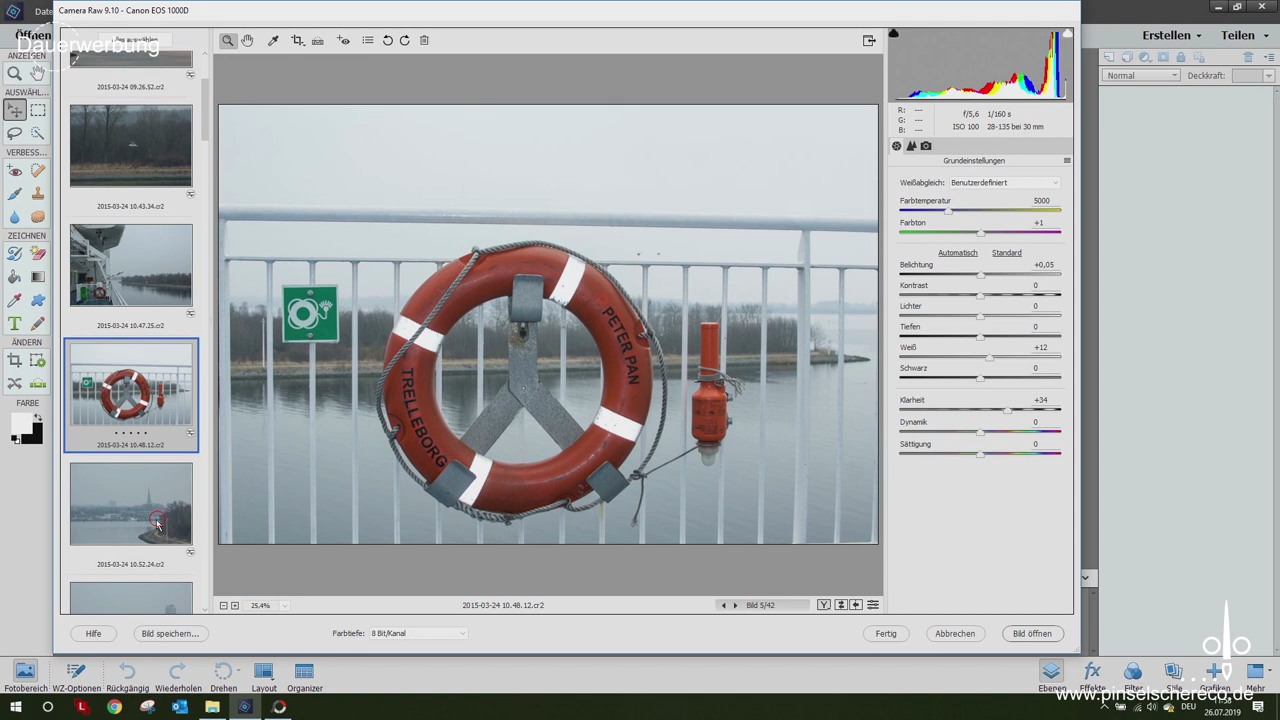 Camera Raw 9.10 - Canon EOS 1000D
Öffnen
Dauerwerbung
Erstellen
Teilen
ANZEIGEN
AUSWÄHL...
VERBESS...
ZEICHNEN
ÄNDERN
FARBE
2015-03-24 09.26.52.cr2
2015-03-24 10.43.34.cr2
2015-03-24 10.47.25.cr2
2015-03-24 10.48.12.cr2
2015-03-24 10.52.24.cr2
PETER PAN
TRELLEBORG
R: ---
G: ---
B: ---
f/5,6 1/160 s
ISO 100 28-135 bei 30 mm
Grundeinstellungen
Weißabgleich: Benutzerdefiniert
Farbtemperatur 5000
Farbton +1
Automatisch Standard
Belichtung +0,05
Kontrast 0
Lichter 0
Tiefen 0
Weiß +12
Schwarz 0
Klarheit +34
Dynamik 0
Sättigung 0
Normal Deckkraft:
25,4% 2015-03-24 10.48.12.cr2 Bild 5/42
Hilfe Bild speichern... Farbtiefe: 8 Bit/Kanal Fertig Abbrechen Bild öffnen
Fotobereich WZ-Optionen Rückgängig Wiederholen Drehen Layout Organizer Ebenen Effekte Filter Stile Grafiken Mehr
www.pinselschereco.de
DEU 11:58
26.07.2019